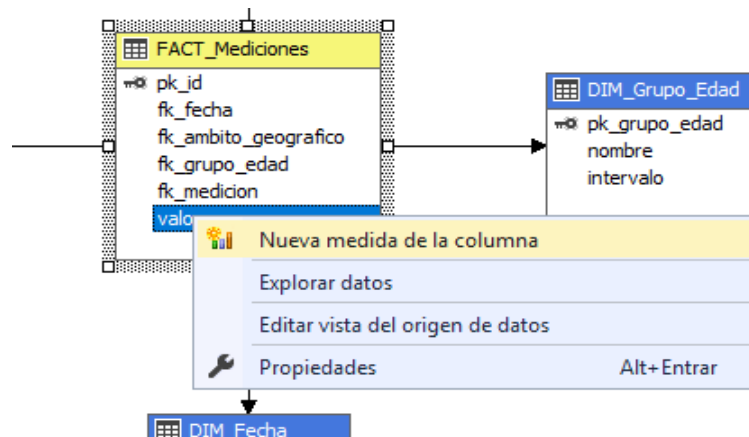 FACT_Mediciones
pk_id
fk_fecha
fk_ambito_geografico
fk_grupo_edad
fk_medicion
DIM_Grupo_Edad
pk_grupo_edad
nombre
intervalo
Nueva medida de la columna
Explorar datos
Editar vista del origen de datos
Propiedades Alt+Entrar
DIM_Fecha